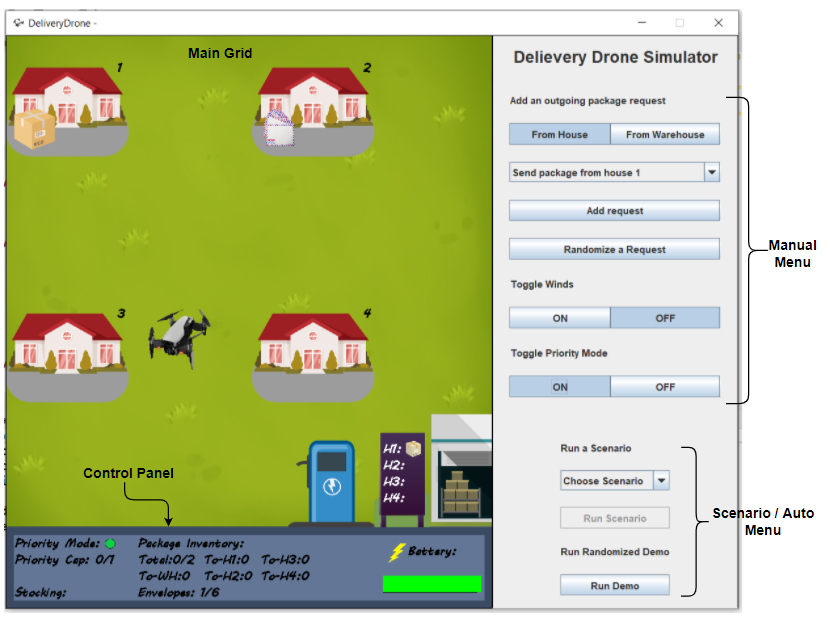 DeliveryDrone -
Main Grid
1
2
3
4
H1:
H2:
H3:
H4:
Control Panel
Priority Mode:
Priority Cap: 0/1
Stocking:
Package Inventory:
Total:0/2 To-H1:0 To-H3:0
To-WH:0 To-H2:0 To-H4:0
Envelopes: 1/6
Battery:
Delievery Drone Simulator
Add an outgoing package request
From House From Warehouse
Send package from house 1
Add request
Randomize a Request
Toggle Winds
ON OFF
Toggle Priority Mode
ON OFF
Run a Scenario
Choose Scenario
Run Scenario
Run Randomized Demo
Run Demo
Manual
Menu
Scenario / Auto
Menu